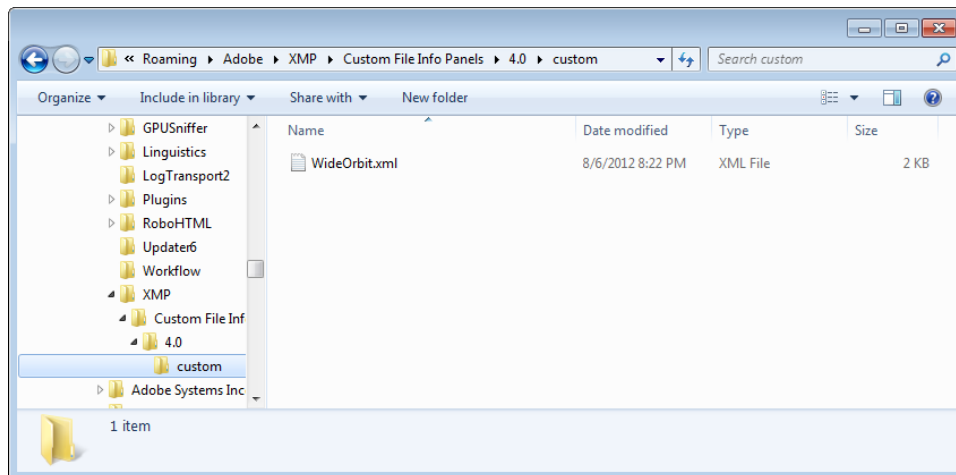 « Roaming ▸ Adobe ▸ XMP ▸ Custom File Info Panels ▸ 4.0 ▸ custom
Search custom
Organize Include in library Share with New folder
GPUSniffer
Linguistics
LogTransport2
Plugins
RoboHTML
Updater6
Workflow
XMP
Custom File Inf
4.0
custom
Adobe Systems Inc
Name Date modified Type Size
WideOrbit.xml 8/6/2012 8:22 PM XML File 2 KB
1 item